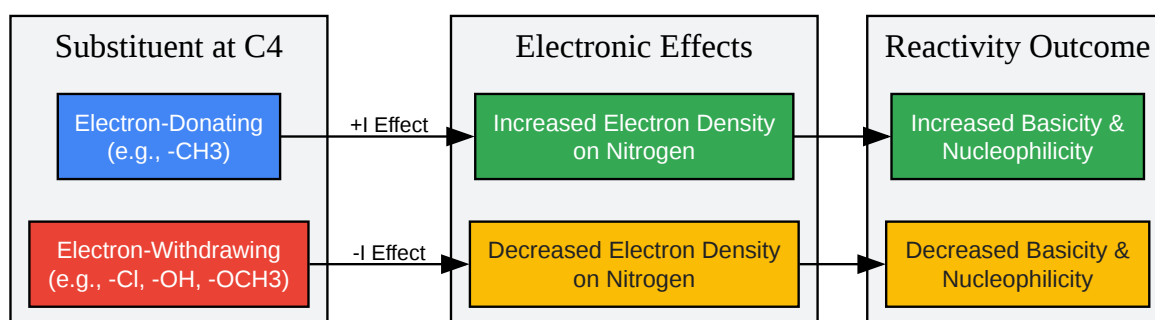 Substituent at C4
Electronic Effects
Reactivity Outcome
Electron-Donating
(e.g., -CH3)
+I Effect
Increased Electron Density
on Nitrogen
Increased Basicity &
Nucleophilicity
Electron-Withdrawing
(e.g., -Cl, -OH, -OCH3)
-I Effect
Decreased Electron Density
on Nitrogen
Decreased Basicity &
Nucleophilicity